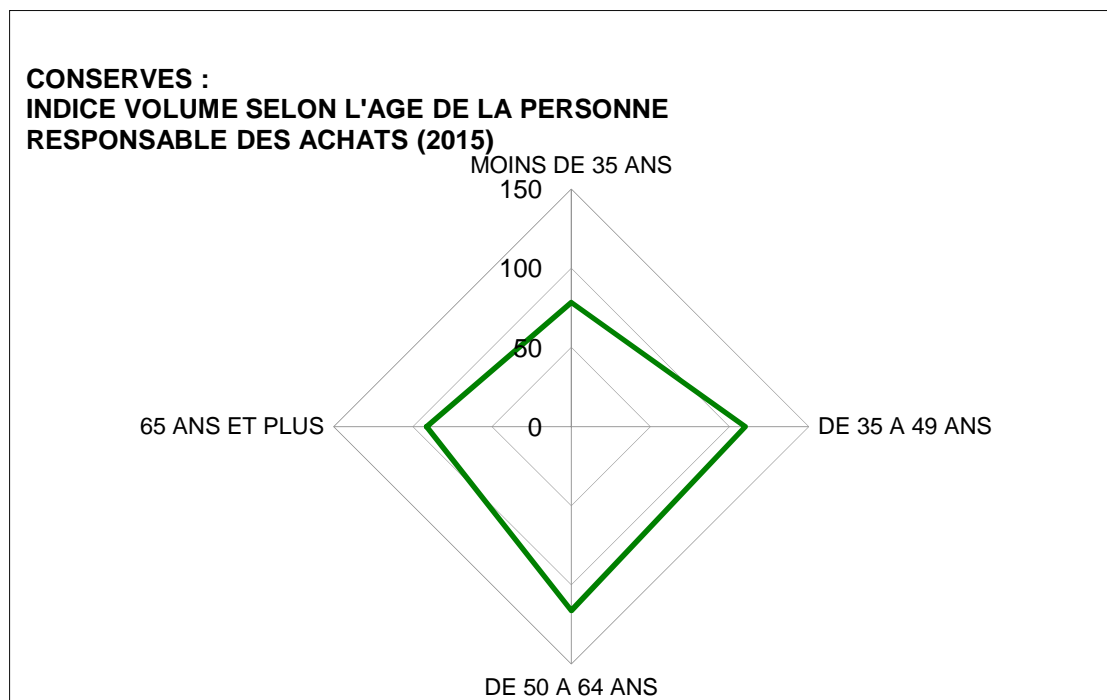 CONSERVES :
INDICE VOLUME SELON L'AGE DE LA PERSONNE
RESPONSABLE DES ACHATS (2015)
MOINS DE 35 ANS
150
100
50
65 ANS ET PLUS
0
DE 35 A 49 ANS
DE 50 A 64 ANS